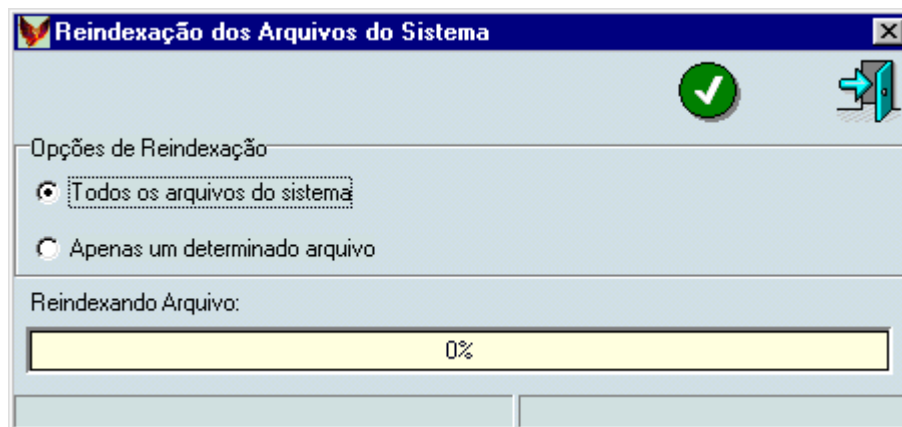 Reindexação dos Arquivos do Sistema
Opções de Reindexação
Todos os arquivos do sistema
Apenas um determinado arquivo
Reindexando Arquivo:
0%